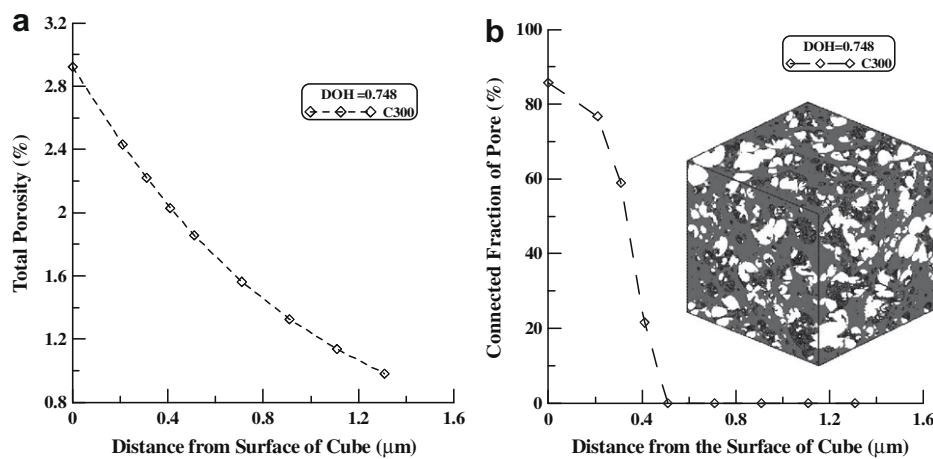 a
3.2
2.8
2.4
2
1.6
1.2
0.8
Total Porosity (%)
DOH=0.748
C300
0
0.4
0.8
1.2
1.6
Distance from Surface of Cube (μm)
b
100
80
60
40
20
0
Connected Fraction of Pore (%)
DOH=0.748
C300
0
0.4
0.8
1.2
1.6
Distance from the Surface of Cube (μm)